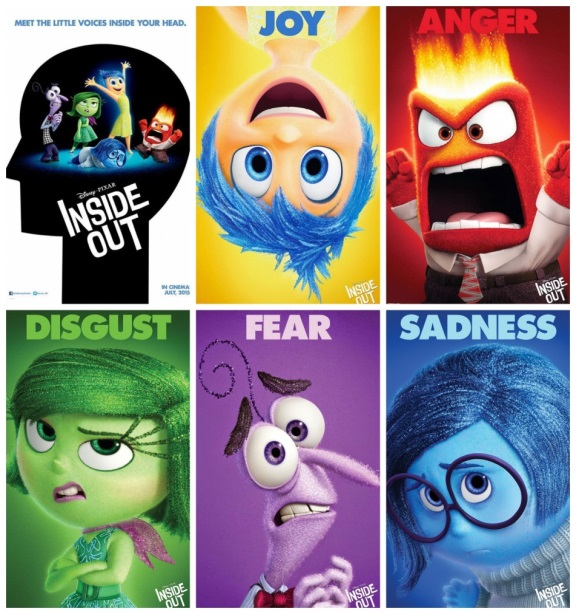 MEET THE LITTLE VOICES INSIDE YOUR HEAD.
Disney · PIXAR
INSIDE
OUT
IN CINEMA
JULY, 2015
JOY
INSIDE
OUT
ANGER
INSIDE
OUT
DISGUST
INSIDE
OUT
FEAR
INSIDE
OUT
SADNESS
INSIDE
OUT